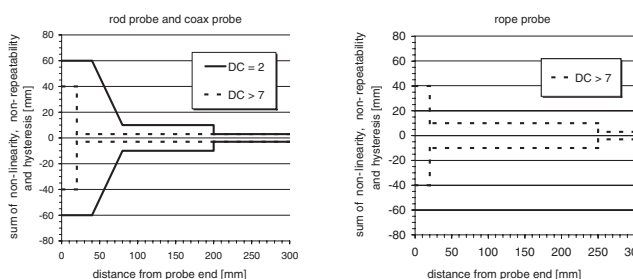 rod probe and coax probe
sum of non-linearity, non-repeatability
and hysteresis [mm]
80
60
40
20
0
-20
-40
-60
-80
DC = 2
DC > 7
0 50 100 150 200 250 300
distance from probe end [mm]
rope probe
sum of non-linearity, non-repeatability
and hysteresis [mm]
80
60
40
20
0
-20
-40
-60
-80
DC > 7
0 50 100 150 200 250 300
distance from probe end [mm]